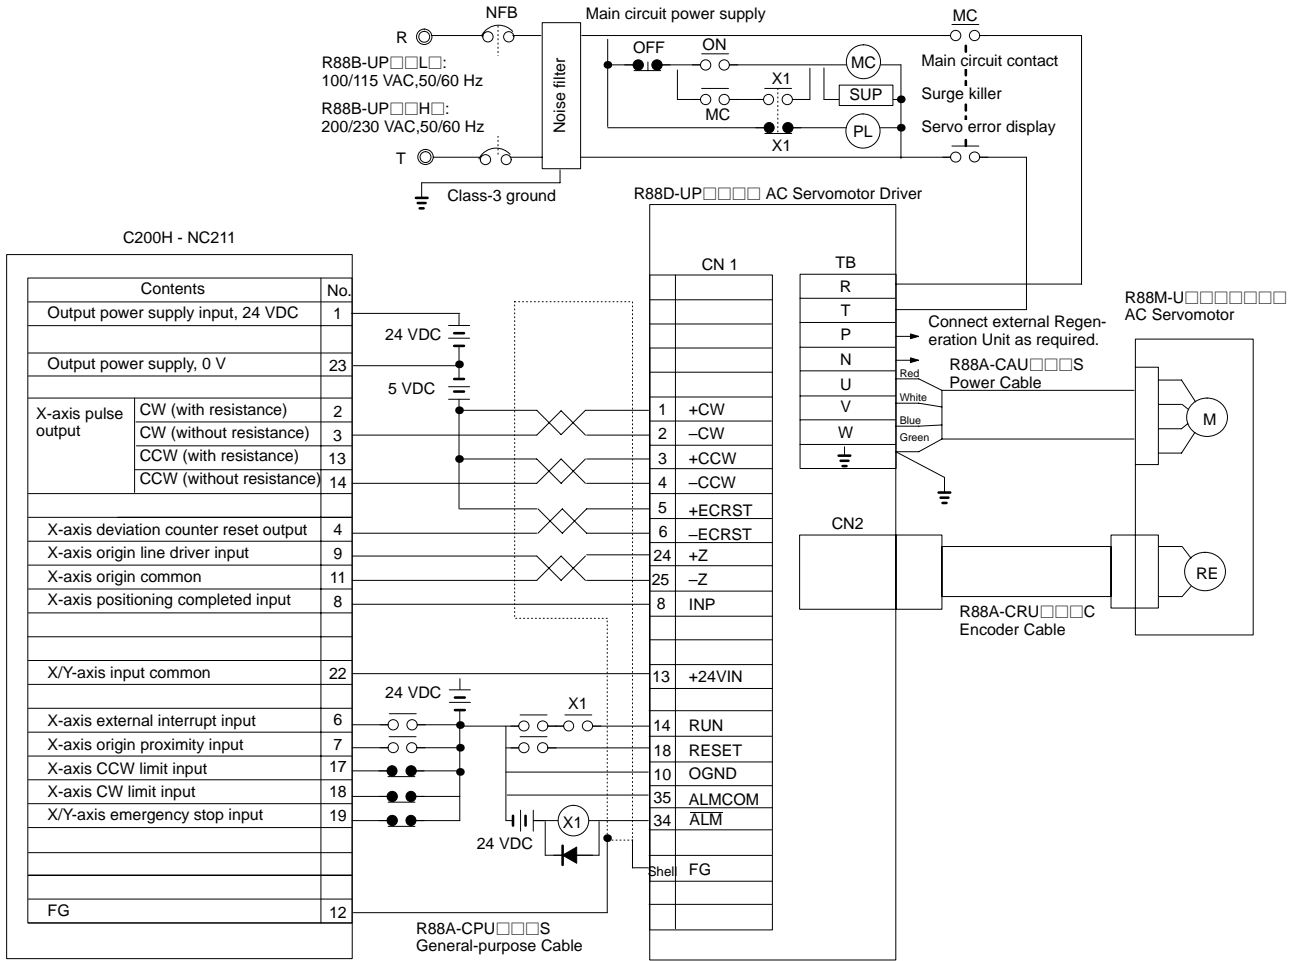 NFB
Main circuit power supply
MC
R
OFF
ON
MC
Main circuit contact
R88B-UP□□L□:
100/115 VAC,50/60 Hz
X1
SUP
Surge killer
Noise filter
R88B-UP□□H□:
200/230 VAC,50/60 Hz
MC
PL
Servo error display
X1
T
Class-3 ground
R88D-UP□□□□ AC Servomotor Driver
C200H - NC211
CN 1
TB
Contents
No.
Output power supply input, 24 VDC
1
24 VDC
Output power supply, 0 V
23
5 VDC
X-axis pulse
output
CW (with resistance)
2
CW (without resistance)
3
CCW (with resistance)
13
CCW (without resistance)
14
X-axis deviation counter reset output
4
X-axis origin line driver input
9
X-axis origin common
11
X-axis positioning completed input
8
X/Y-axis input common
22
24 VDC
X-axis external interrupt input
6
X-axis origin proximity input
7
X-axis CCW limit input
17
X-axis CW limit input
18
X/Y-axis emergency stop input
19
FG
12
X1
X1
24 VDC
R88A-CPU□□□S
General-purpose Cable
1
+CW
2
–CW
3
+CCW
4
–CCW
5
+ECRST
6
–ECRST
24
+Z
25
–Z
8
INP
13
+24VIN
14
RUN
18
RESET
10
OGND
35
ALMCOM
34
ALM
Shell
FG
R
T
P
N
U
V
W
Connect external Regen-
eration Unit as required.
R88A-CAU□□□S
Power Cable
Red
White
Blue
Green
CN2
R88A-CRU□□□C
Encoder Cable
R88M-U□□□□□□□
AC Servomotor
M
RE